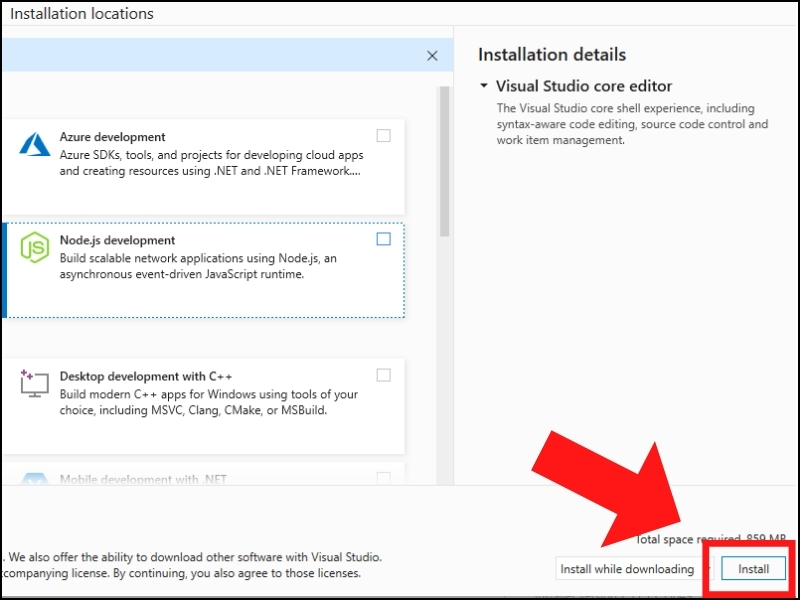 Installation locations
Azure development
Azure SDKs, tools, and projects for developing cloud apps
and creating resources using .NET and .NET Framework....
JS
Node.js development
Build scalable network applications using Node.js, an
asynchronous event-driven JavaScript runtime.
Desktop development with C++
Build modern C++ apps for Windows using tools of your
choice, including MSVC, Clang, CMake, or MSBuild.
Mobile development with .NET
Installation details
Visual Studio core editor
The Visual Studio core shell experience, including
syntax-aware code editing, source code control and
work item management.
. We also offer the ability to download other software with Visual Studio.
ccompanying license. By continuing, you also agree to those licenses.
Total space required 859 MB
Install while downloading
Install